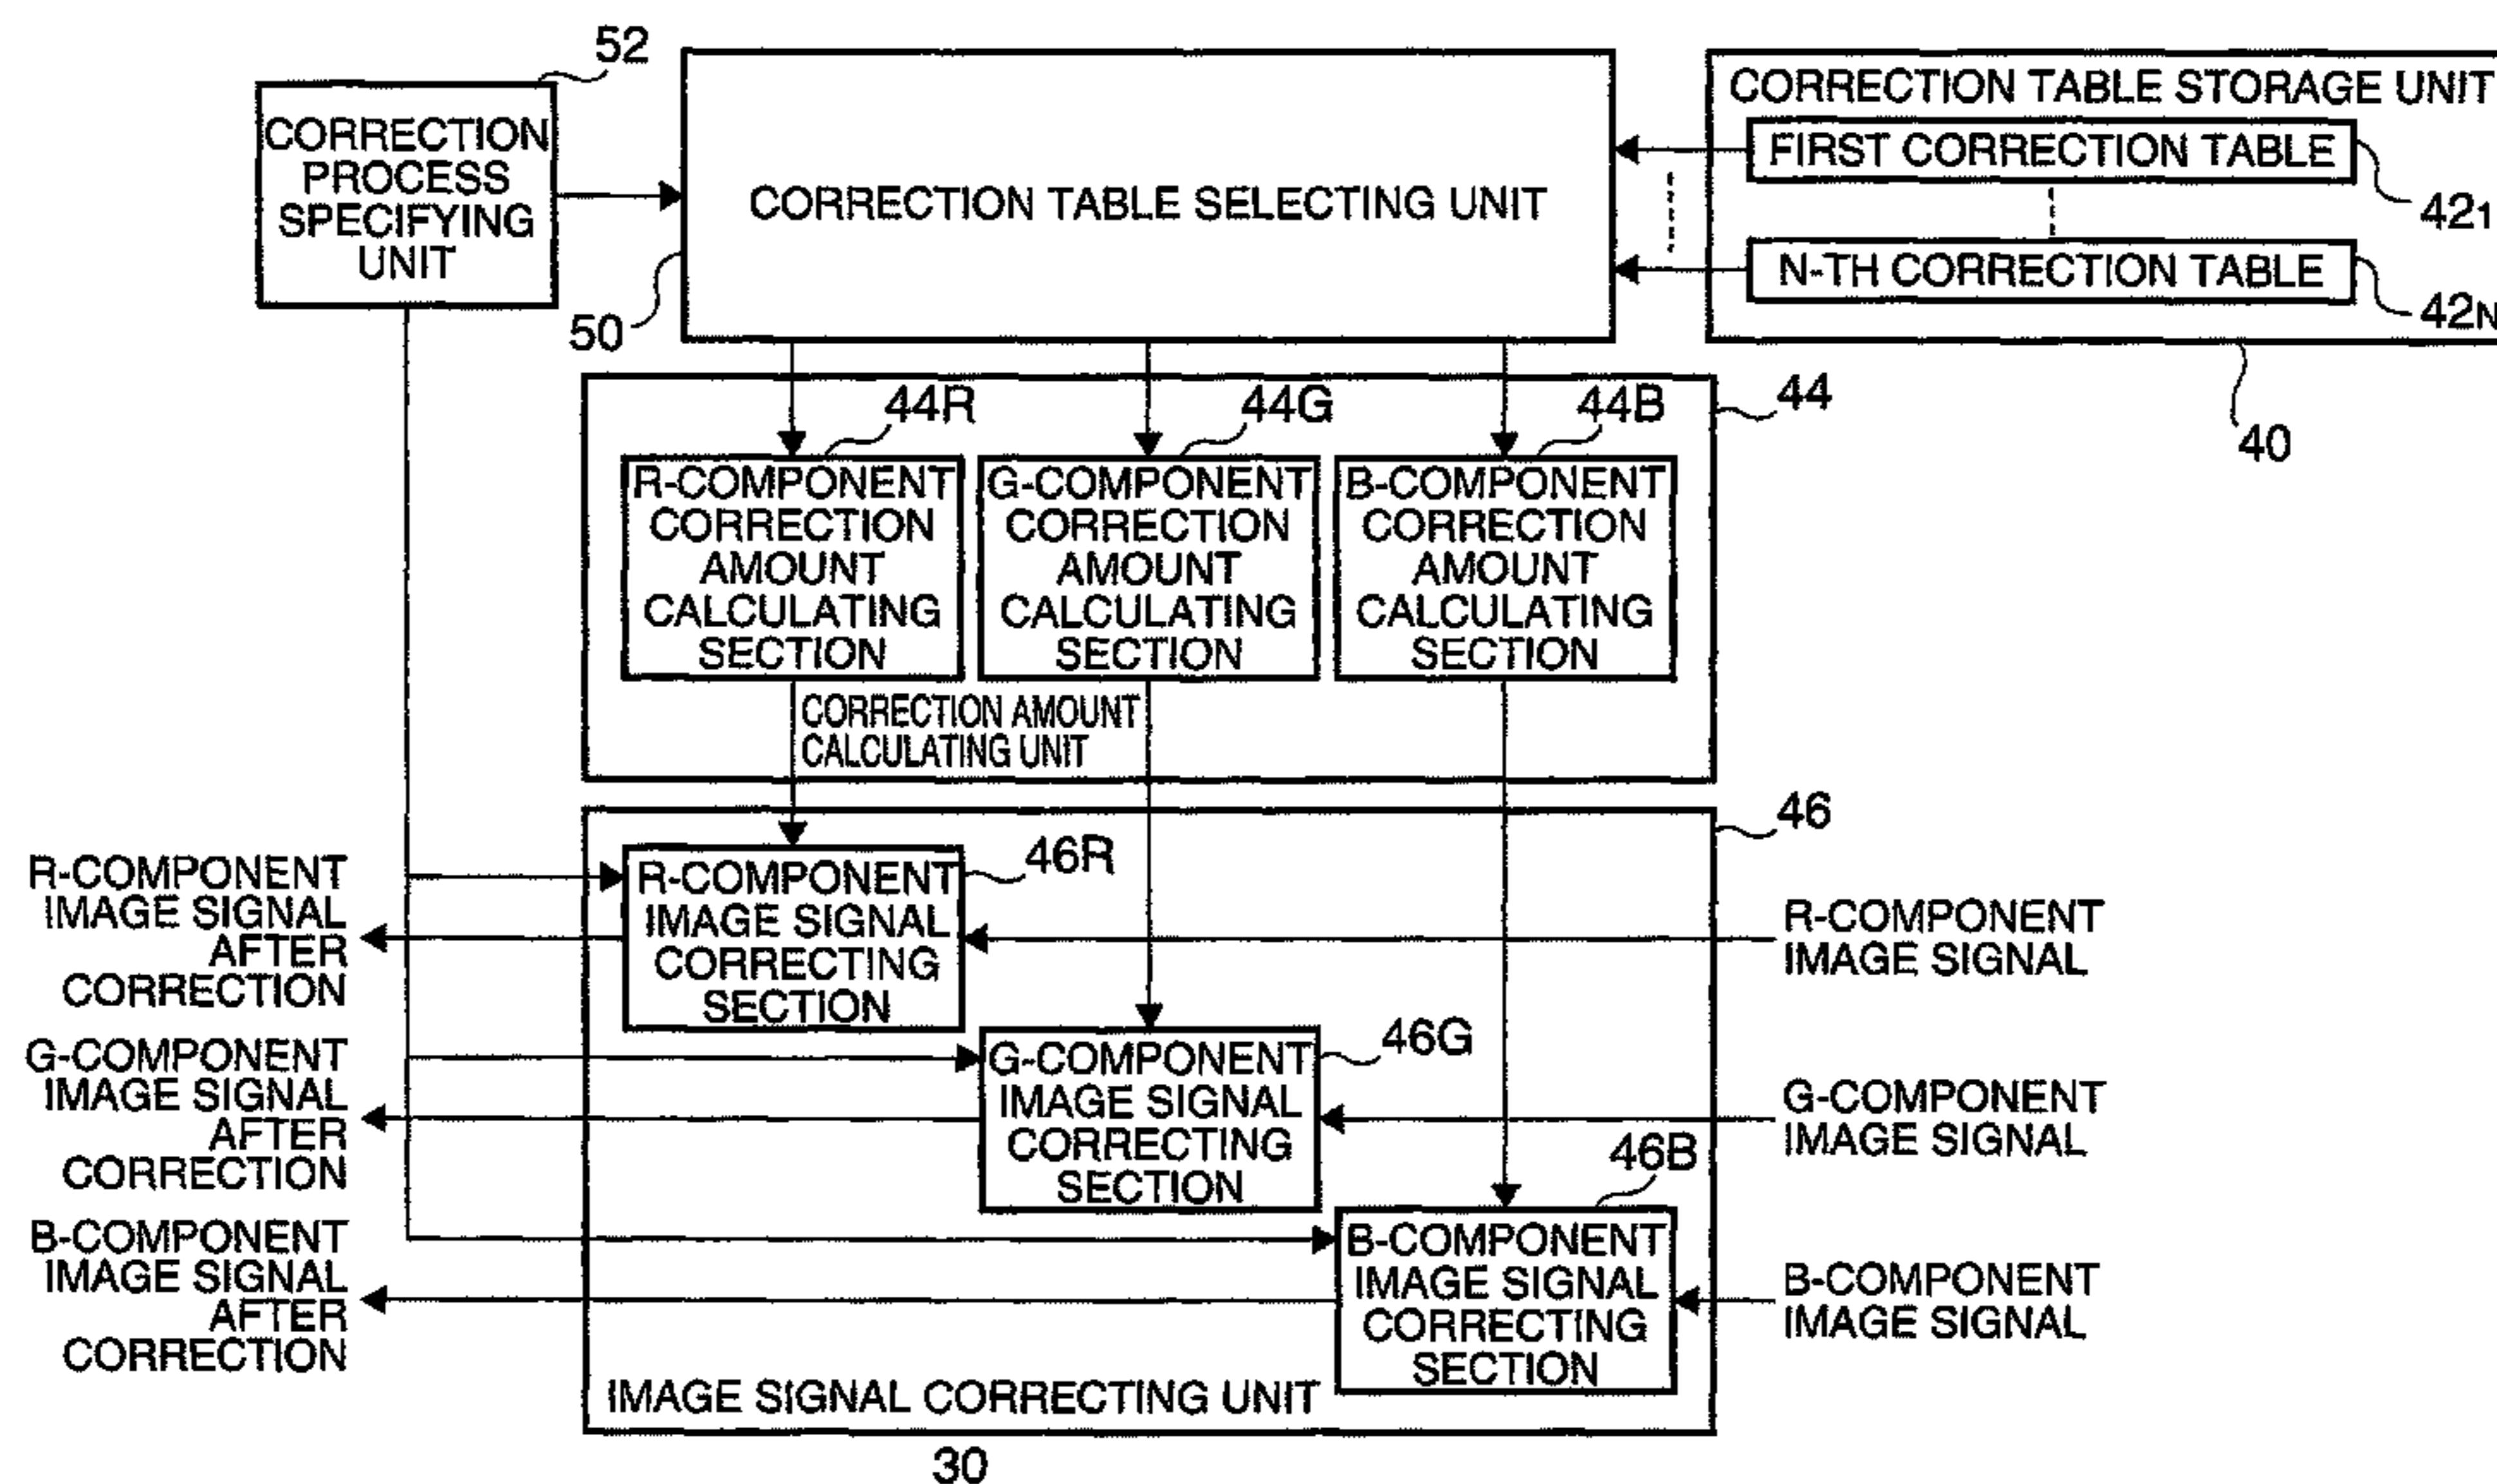 52
CORRECTION
PROCESS
SPECIFYING
UNIT
50
CORRECTION TABLE SELECTING UNIT
CORRECTION TABLE STORAGE UNIT
FIRST CORRECTION TABLE
421
N-TH CORRECTION TABLE
42N
40
44
44R
R-COMPONENT
CORRECTION
AMOUNT
CALCULATING
SECTION
44G
G-COMPONENT
CORRECTION
AMOUNT
CALCULATING
SECTION
44B
B-COMPONENT
CORRECTION
AMOUNT
CALCULATING
SECTION
CORRECTION AMOUNT
CALCULATING UNIT
46
R-COMPONENT
IMAGE SIGNAL
AFTER
CORRECTION
46R
R-COMPONENT
IMAGE SIGNAL
CORRECTING
SECTION
R-COMPONENT
IMAGE SIGNAL
G-COMPONENT
IMAGE SIGNAL
AFTER
CORRECTION
46G
G-COMPONENT
IMAGE SIGNAL
CORRECTING
SECTION
G-COMPONENT
IMAGE SIGNAL
B-COMPONENT
IMAGE SIGNAL
AFTER
CORRECTION
46B
B-COMPONENT
IMAGE SIGNAL
CORRECTING
SECTION
B-COMPONENT
IMAGE SIGNAL
IMAGE SIGNAL CORRECTING UNIT
30